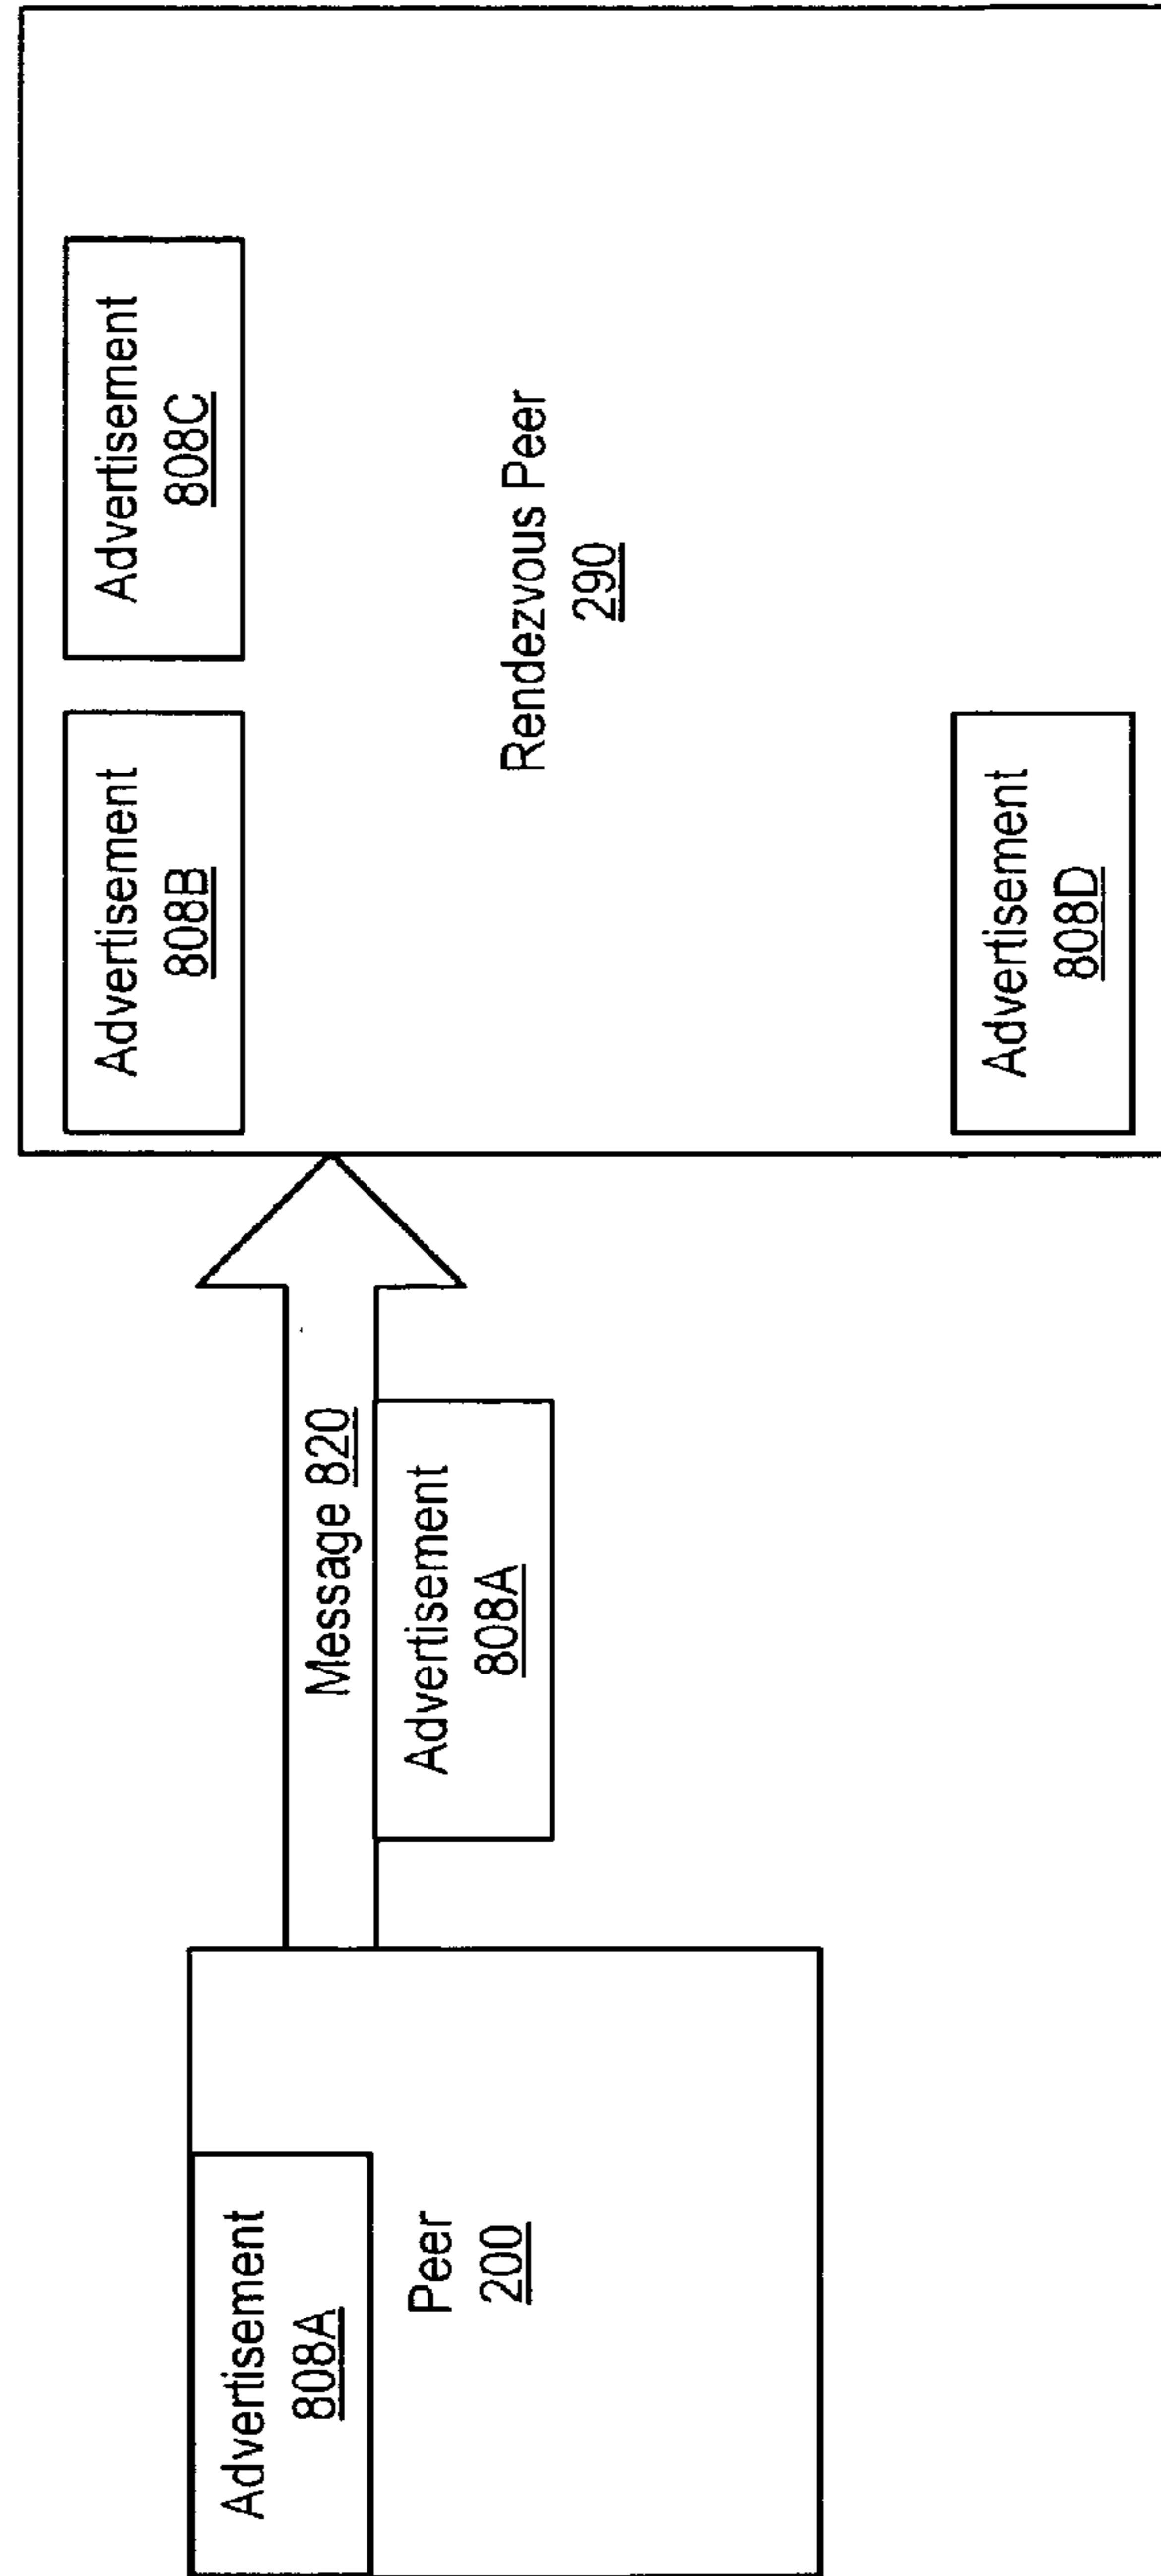 Advertisement
808A
Peer
200
Message 820
Advertisement
808A
Advertisement
808B
Advertisement
808C
Rendezvous Peer
290
Advertisement
808D